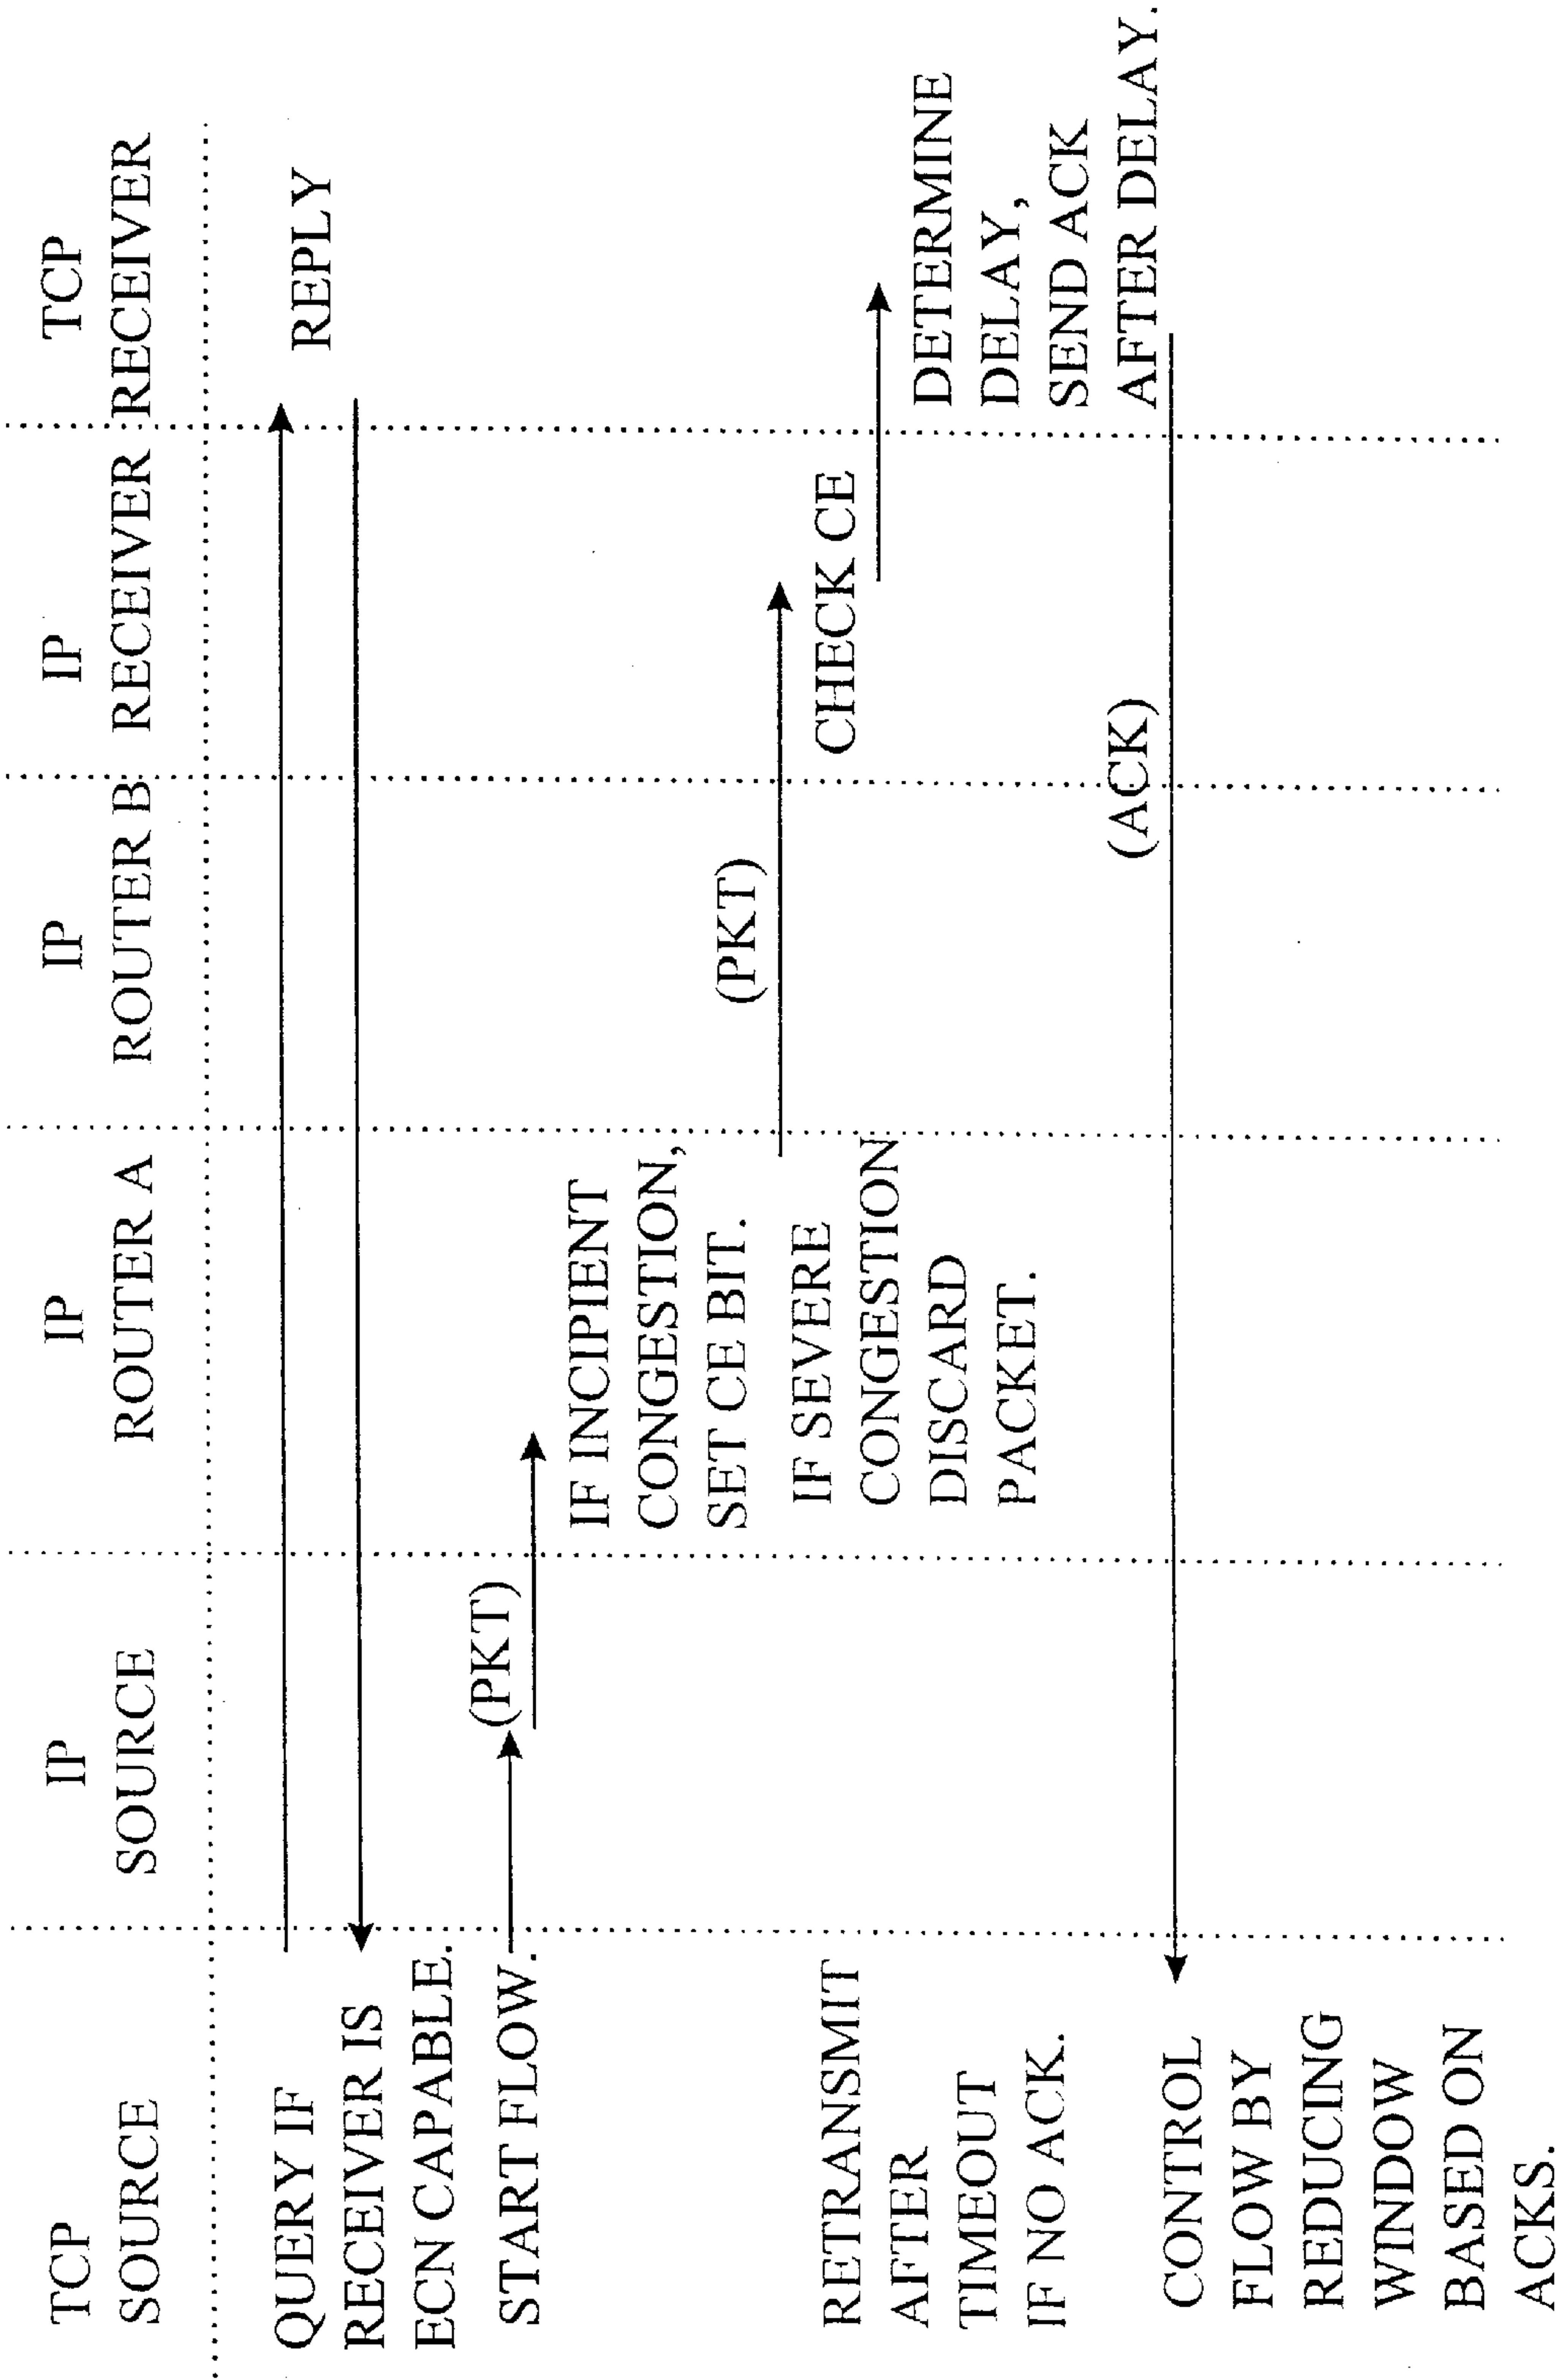 TCP
SOURCE
IP
SOURCE
IP
ROUTER A
IP
ROUTER B
IP
RECEIVER
TCP
RECEIVER
QUERY IF
RECEIVER IS
ECN CAPABLE.
REPLY
START FLOW.
(PKT)
IF INCIPIENT
CONGESTION,
SET CE BIT.
(PKT)
IF SEVERE
CONGESTION
DISCARD
PACKET.
CHECK CE
DETERMINE
DELAY,
SEND ACK
AFTER DELAY.
RETRANSMIT
AFTER
TIMEOUT
IF NO ACK.
(ACK)
CONTROL
FLOW BY
REDUCING
WINDOW
BASED ON
ACKS.